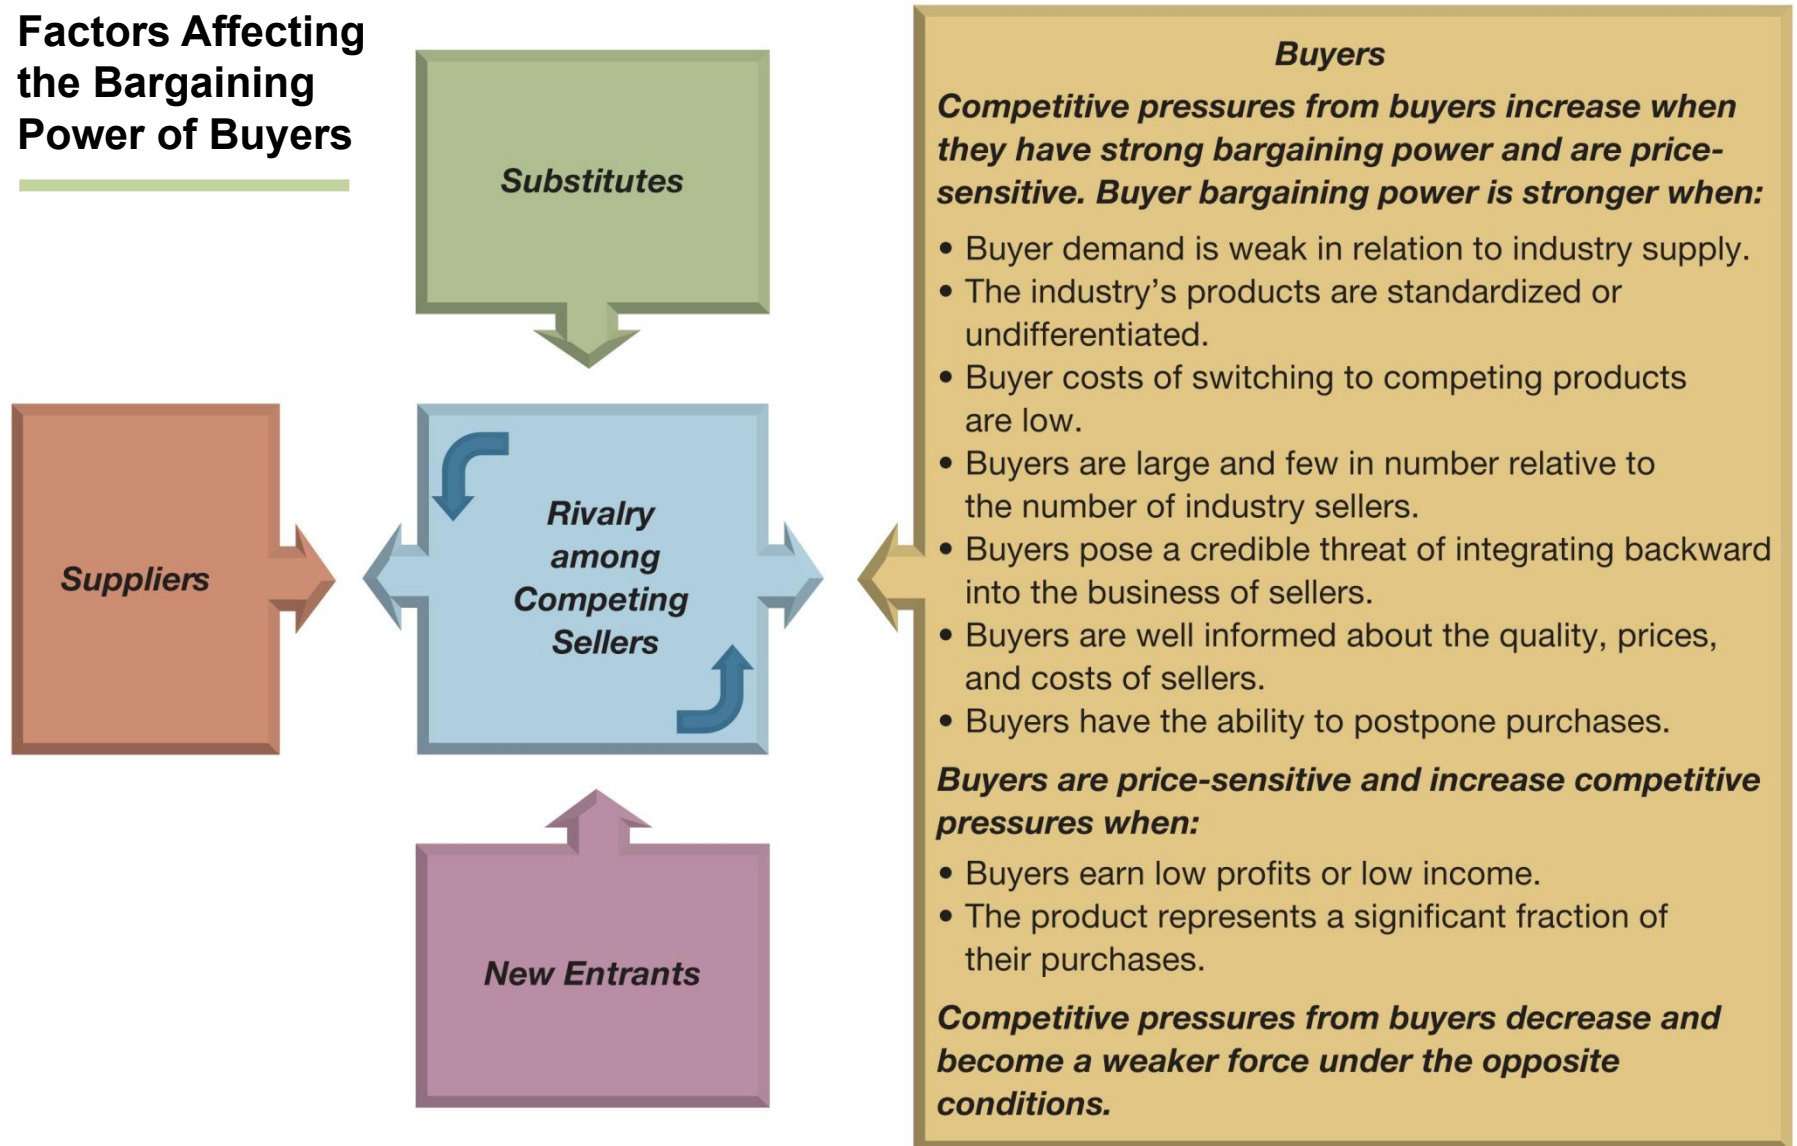 Factors Affecting
the Bargaining
Power of Buyers
Substitutes
Suppliers
Rivalry
among
Competing
Sellers
New Entrants
Buyers
Competitive pressures from buyers increase when
they have strong bargaining power and are price-
sensitive. Buyer bargaining power is stronger when:
• Buyer demand is weak in relation to industry supply.
• The industry’s products are standardized or
undifferentiated.
• Buyer costs of switching to competing products
are low.
• Buyers are large and few in number relative to
the number of industry sellers.
• Buyers pose a credible threat of integrating backward
into the business of sellers.
• Buyers are well informed about the quality, prices,
and costs of sellers.
• Buyers have the ability to postpone purchases.
Buyers are price-sensitive and increase competitive
pressures when:
• Buyers earn low profits or low income.
• The product represents a significant fraction of
their purchases.
Competitive pressures from buyers decrease and
become a weaker force under the opposite
conditions.